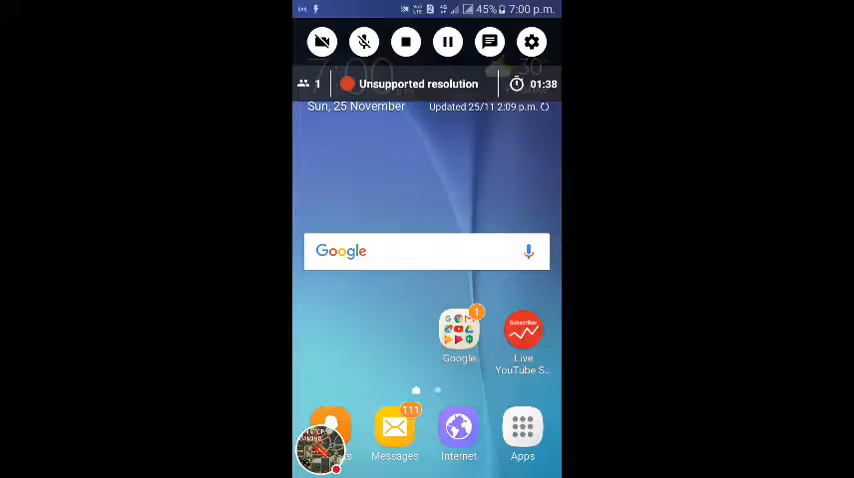 45% 7:00 p.m.
1 Unsupported resolution 01:38
Sun, 25 November Updated 25/11 2:09 p.m.
Google
1
Subscriber
Google Live
YouTube S...
111
Messages Internet Apps